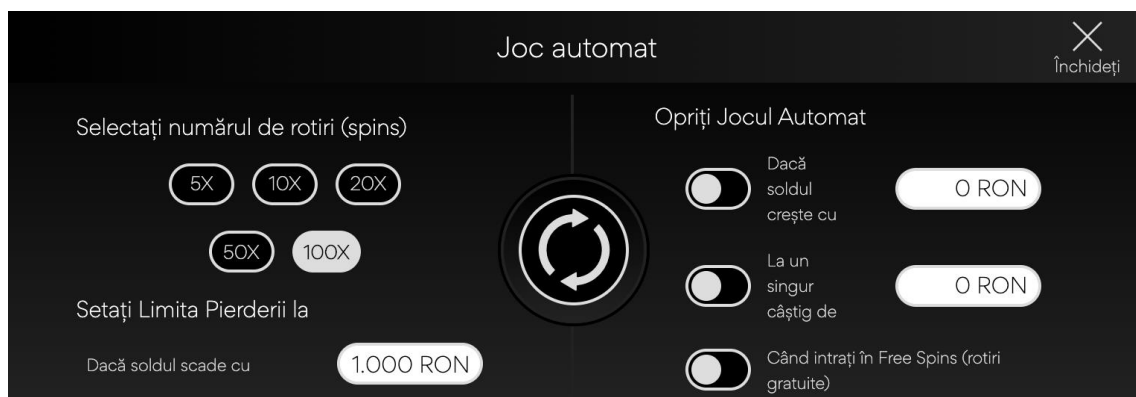 Joc automat
Închideți
Selectați numărul de rotiri (spins)
5X 10X 20X
50X 100X
Setați Limita Pierderii la
Dacă soldul scade cu 1.000 RON
Opriți Jocul Automat
Dacă
soldul
crește cu
0 RON
La un
singur
câștig de
0 RON
Când intrați în Free Spins (rotiri
gratuite)